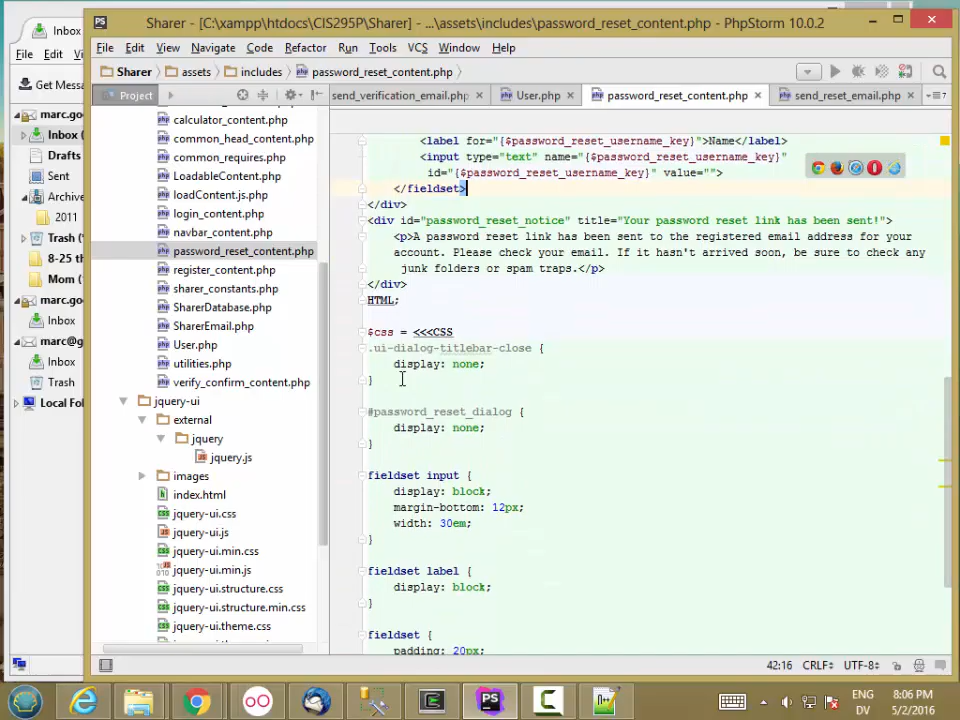 Sharer - [C:\xampp\htdocs\CIS295P\Sharer] - ...\assets\includes\password_reset_content.php - PhpStorm 10.0.2
Inbox
File Edit
File Edit View Navigate Code Refactor Run Tools VCS Window Help
Sharer assets includes password_reset_content.php
Get Messa
Project
send_verification_email.php User.php password_reset_content.php send_reset_email.php
marc.go
Inbox
Drafts
Sent
Archive
2011
Trash (
8-25 th
Mom (
marc.go
Inbox
marc@g
Inbox
Trash
Local Fol
calculator_content.php
common_head_content.php
common_requires.php
LoadableContent.php
loadContent.js.php
login_content.php
navbar_content.php
password_reset_content.php
register_content.php
sharer_constants.php
SharerDatabase.php
SharerEmail.php
User.php
utilities.php
verify_confirm_content.php
jquery-ui
external
jquery
jquery.js
images
index.html
jquery-ui.css
jquery-ui.js
jquery-ui.min.css
jquery-ui.min.js
jquery-ui.structure.css
jquery-ui.structure.min.css
jquery-ui.theme.css
<label for="{$password_reset_username_key}">Name</label>
<input type="text" name="{$password_reset_username_key}"
id="{$password_reset_username_key}" value="">
</fieldset>
</div>
<div id="password_reset_notice" title="Your password reset link has been sent!">
<p>A password reset link has been sent to the registered email address for your
account. Please check your email. If it hasn't arrived soon, be sure to check any
junk folders or spam traps.</p>
</div>
HTML;
$css = <<<CSS
.ui-dialog-titlebar-close {
display: none;
}
#password_reset_dialog {
display: none;
}
fieldset input {
display: block;
margin-bottom: 12px;
width: 30em;
}
fieldset label {
display: block;
}
fieldset {
padding: 20px;
42:16 CRLF UTF-8
ENG
DV
8:06 PM
5/2/2016